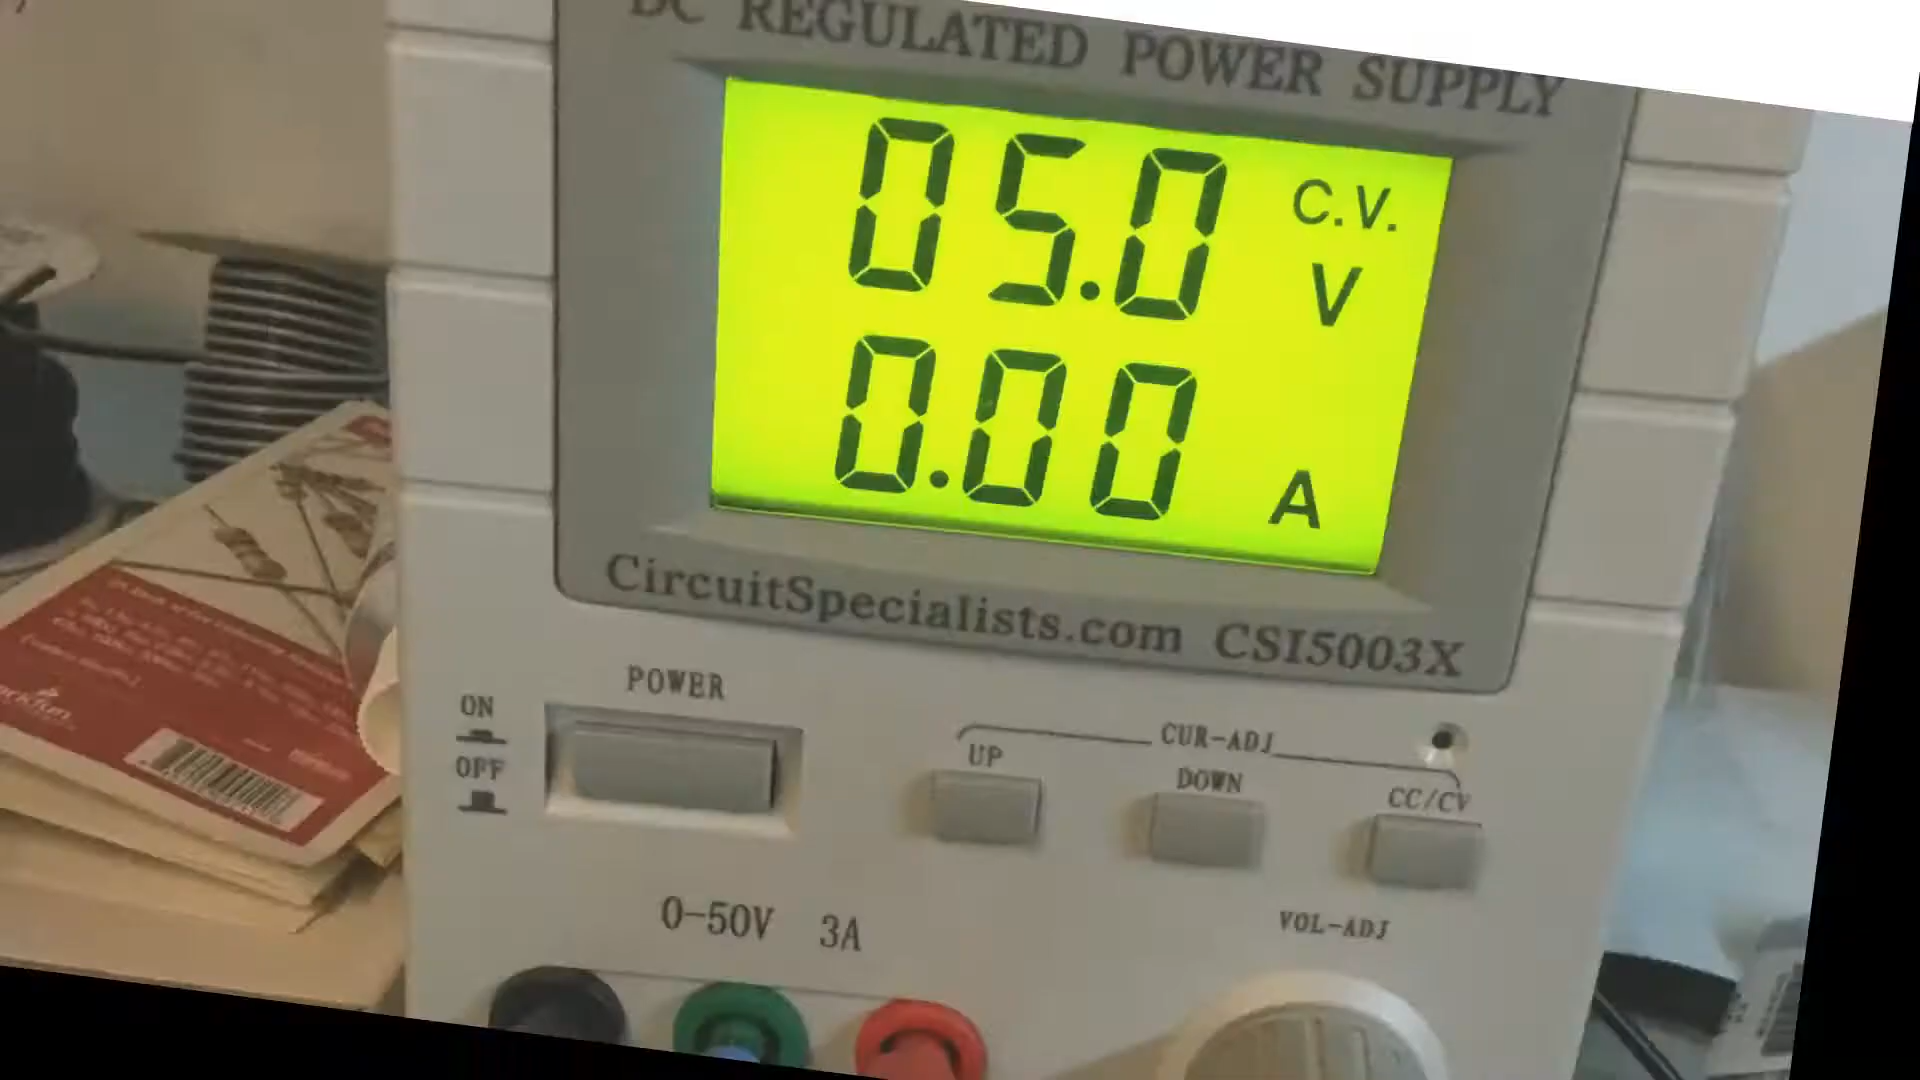 DC REGULATED POWER SUPPLY
05.0 C.V.
V
0.00 A
CircuitSpecialists.com CSI5003X
POWER
ON
OFF
CUR-ADJ
UP
DOWN
CC/CV
0-50V 3A
VOL-ADJ